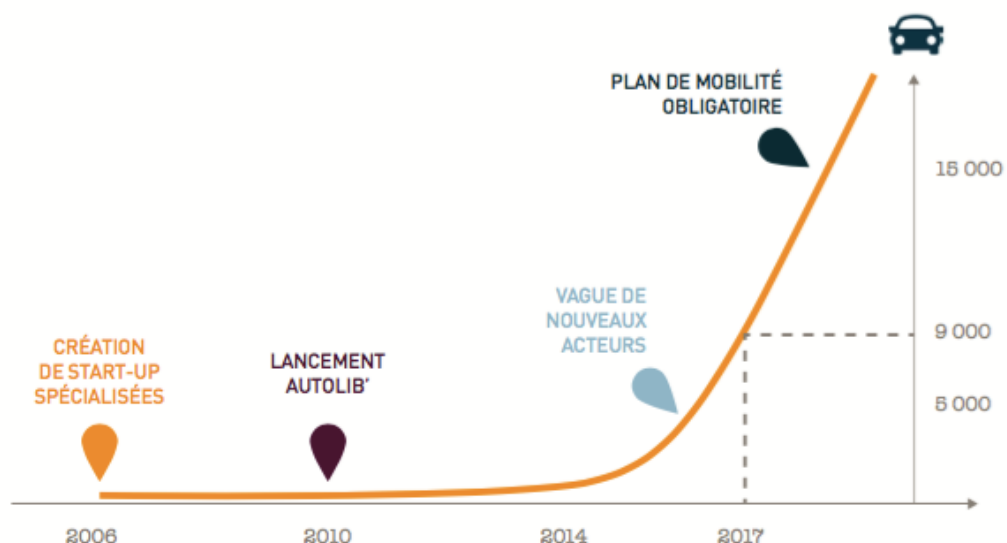 PLAN DE MOBILITÉ
OBLIGATOIRE
15 000
VAGUE DE
NOUVEAUX
ACTEURS
9 000
CRÉATION
DE START-UP
SPÉCIALISÉES
LANCEMENT
AUTOLIB’
5 000
2006
2010
2014
2017